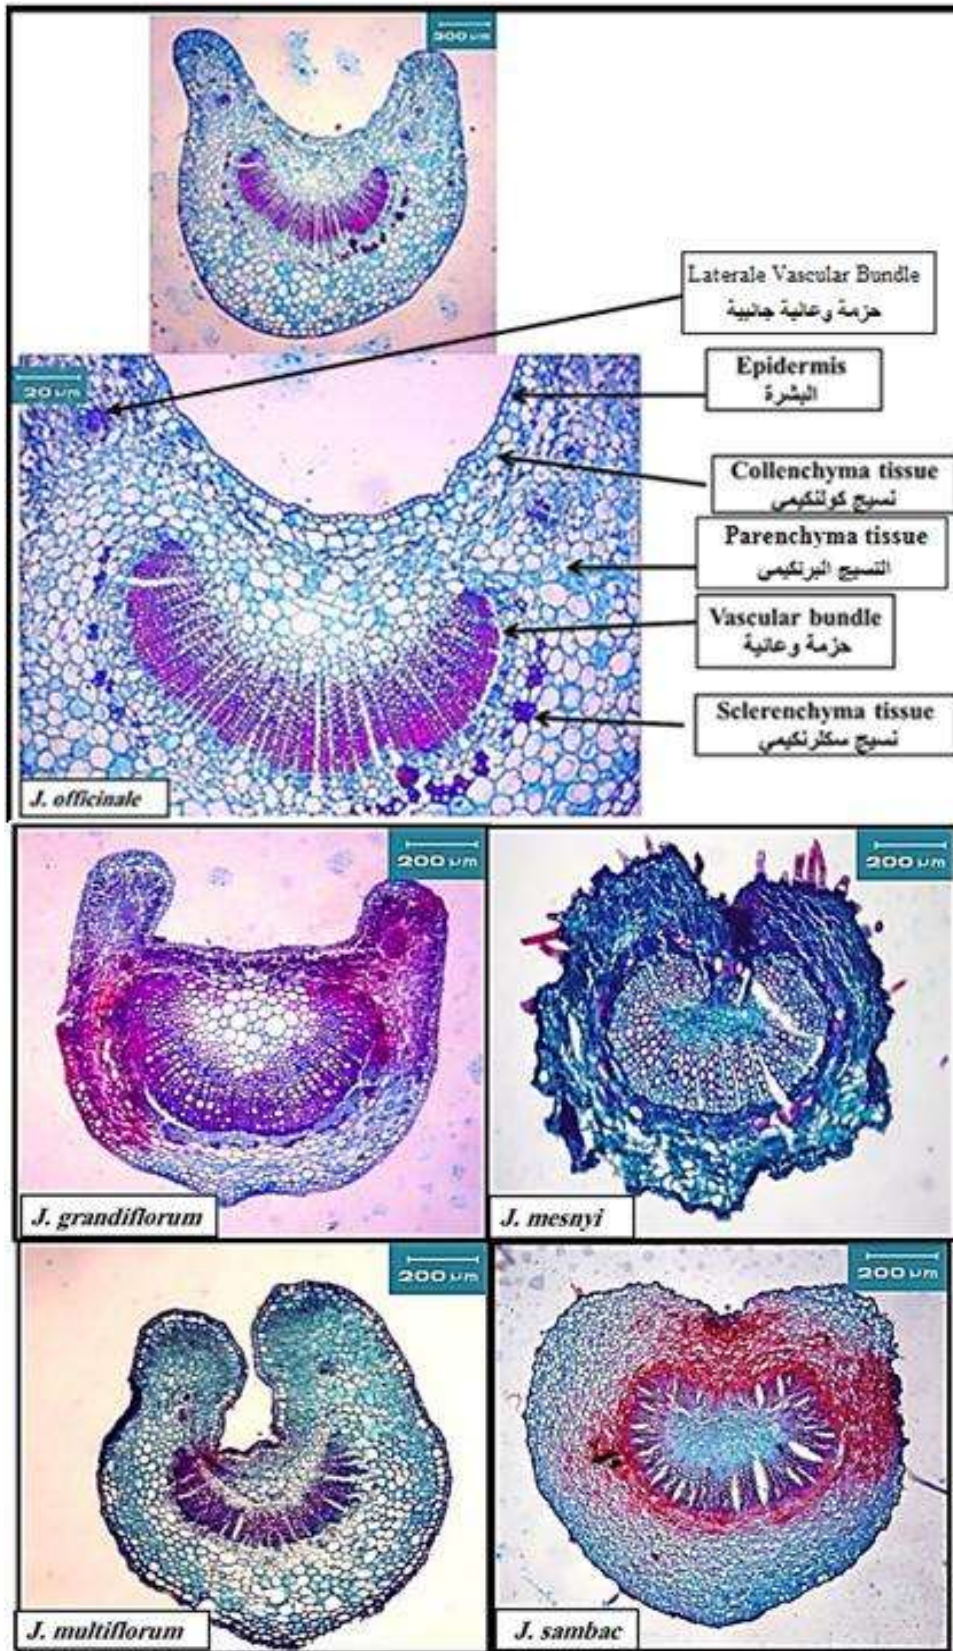 300 µm
Laterale Vascular Bundle
حزمة وعائية جانبية
Epidermis
البشرة
20 µm
Collenchyma tissue
نسيج كولنكيمي
Parenchyma tissue
النسيج البرنكيمي
Vascular bundle
حزمة وعائية
Sclerenchyma tissue
نسيج سكلرنكيمي
J. officinale
200 µm
200 µm
J. grandiflorum
J. mesnyi
200 µm
200 µm
J. multiflorum
J. sambac